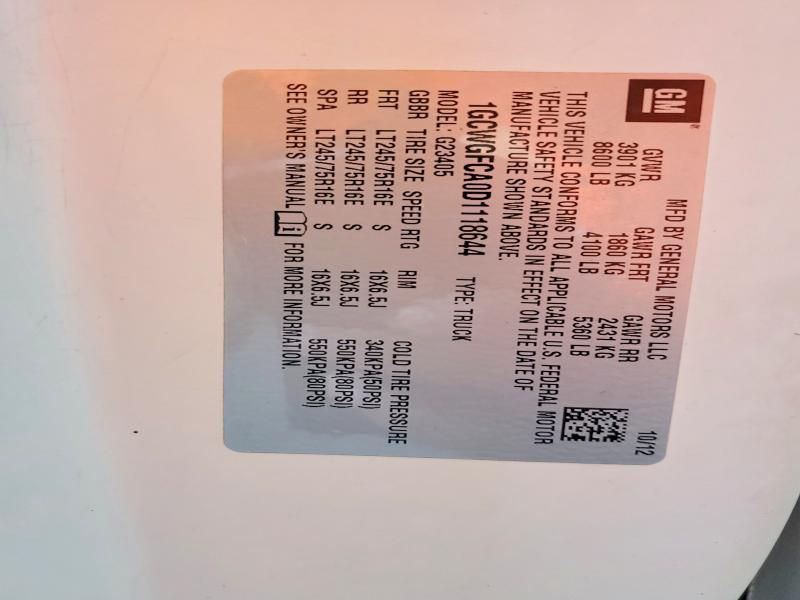 GM® MFD BY GENERAL MOTORS LLC 10/12
GVWR GAWR FRT GAWR RR
3901 KG 1860 KG 2431 KG
8600 LB 4100 LB 5360 LB
THIS VEHICLE CONFORMS TO ALL APPLICABLE U.S. FEDERAL MOTOR
VEHICLE SAFETY STANDARDS IN EFFECT ON THE DATE OF
MANUFACTURE SHOWN ABOVE.
1GCWGFCA0D1118644 TYPE: TRUCK
MODEL: G23405
GBBR TIRE SIZE SPEED RTG RIM COLD TIRE PRESSURE
FRT LT245/75R16E S 16X6.5J 340KPA(50PSI)
RR LT245/75R16E S 16X6.5J 550KPA(80PSI)
SPA LT245/75R16E S 16X6.5J 550KPA(80PSI)
SEE OWNER'S MANUAL FOR MORE INFORMATION.